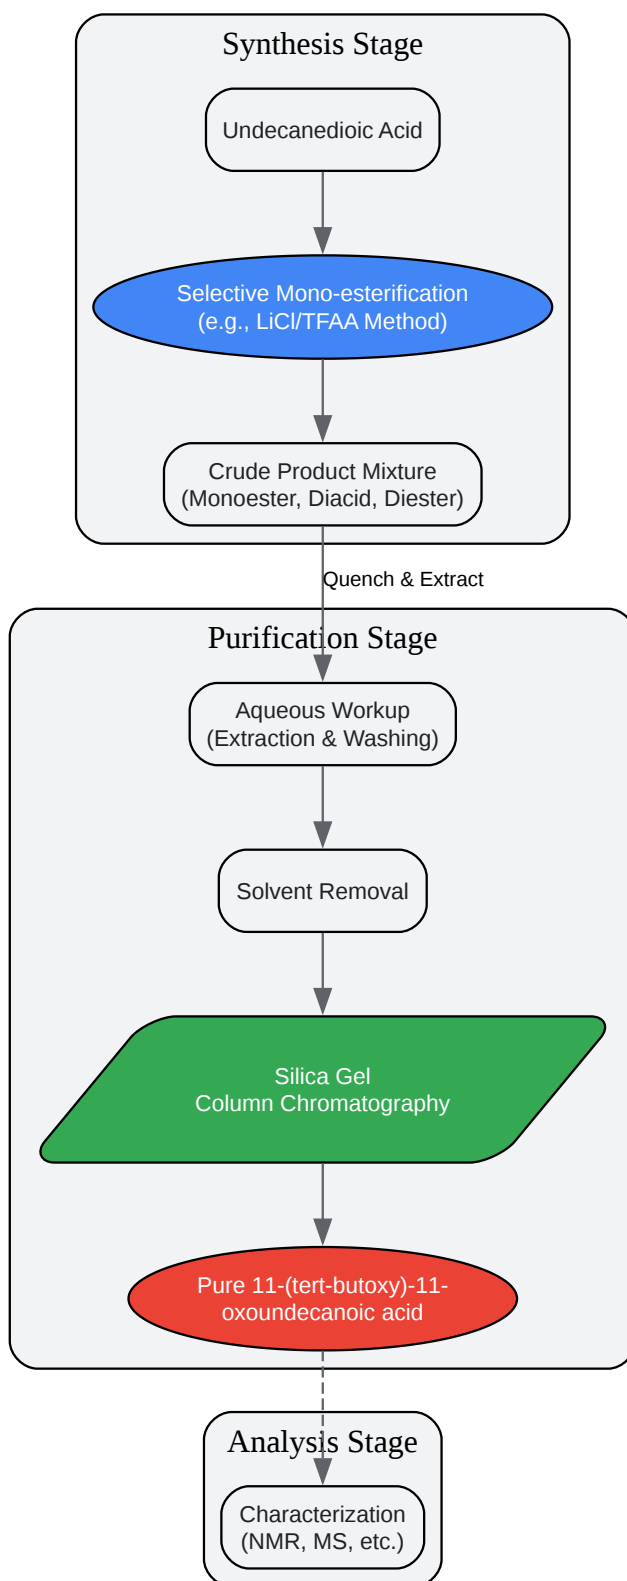 Synthesis Stage
Undecanedioic Acid
Selective Mono-esterification
(e.g., LiCl/TFAA Method)
Crude Product Mixture
(Monoester, Diacid, Diester)
Quench & Extract
Purification Stage
Aqueous Workup
(Extraction & Washing)
Solvent Removal
Silica Gel
Column Chromatography
Pure 11-(tert-butoxy)-11-
oxoundecanoic acid
Analysis Stage
Characterization
(NMR, MS, etc.)